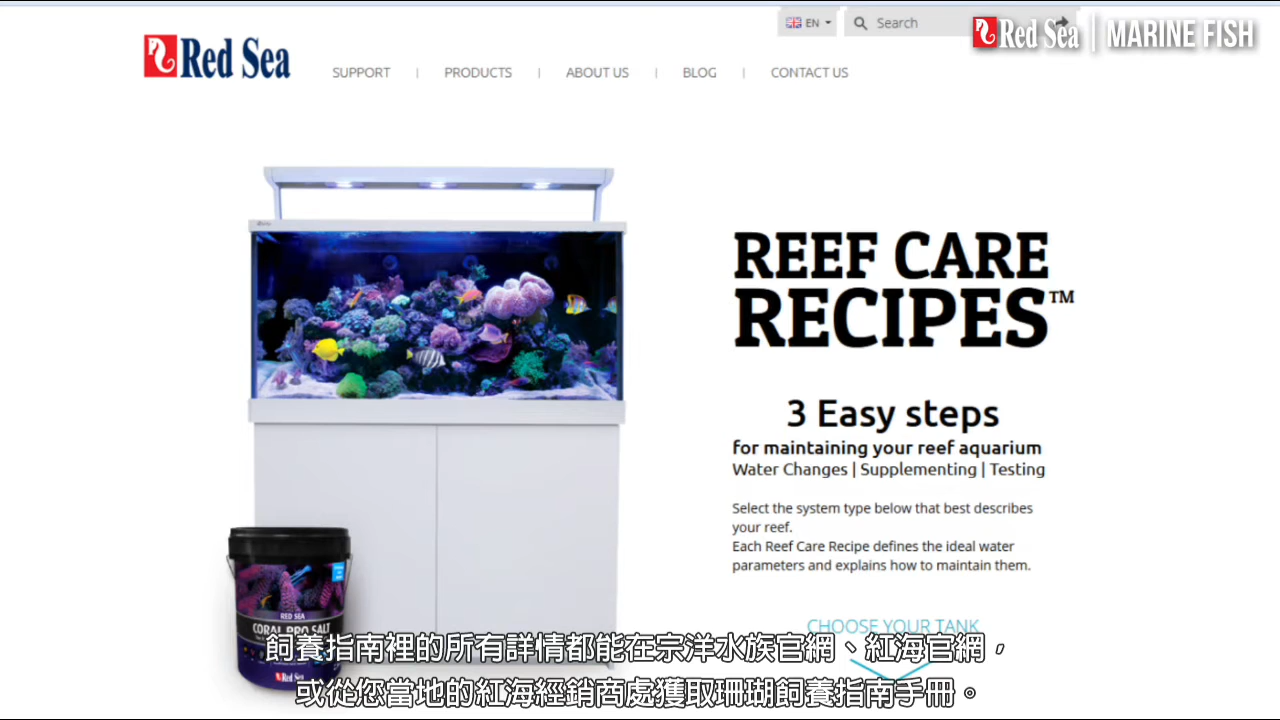 EN
Search
Red Sea | MARINE FISH
Red Sea
SUPPORT | PRODUCTS | ABOUT US | BLOG | CONTACT US
REEF CARE
RECIPES™
3 Easy steps
for maintaining your reef aquarium
Water Changes | Supplementing | Testing
Select the system type below that best describes
your reef.
Each Reef Care Recipe defines the ideal water
parameters and explains how to maintain them.
CHOOSE YOUR TANK
RED SEA
CORAL PRO SALT
Red Sea
飼養指南裡的所有詳情都能在宗洋水族官網、紅海官網，
或從您當地的紅海經銷商處獲取珊瑚飼養指南手冊。